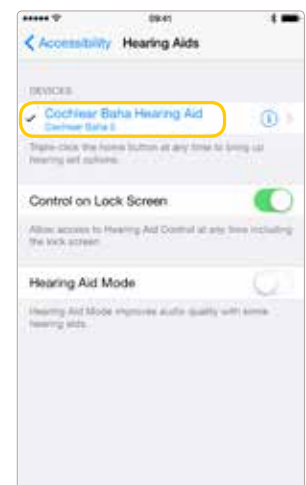 09:41
Accessibility Hearing Aids
DEVICES
Cochlear Baha Hearing Aid
Cochlear Baha 5
Triple-click the home button at any time to bring up
hearing aid options.
Control on Lock Screen
Allow access to Hearing Aid Control at any time including
the lock screen.
Hearing Aid Mode
Hearing Aid Mode improves audio quality with some
hearing aids.